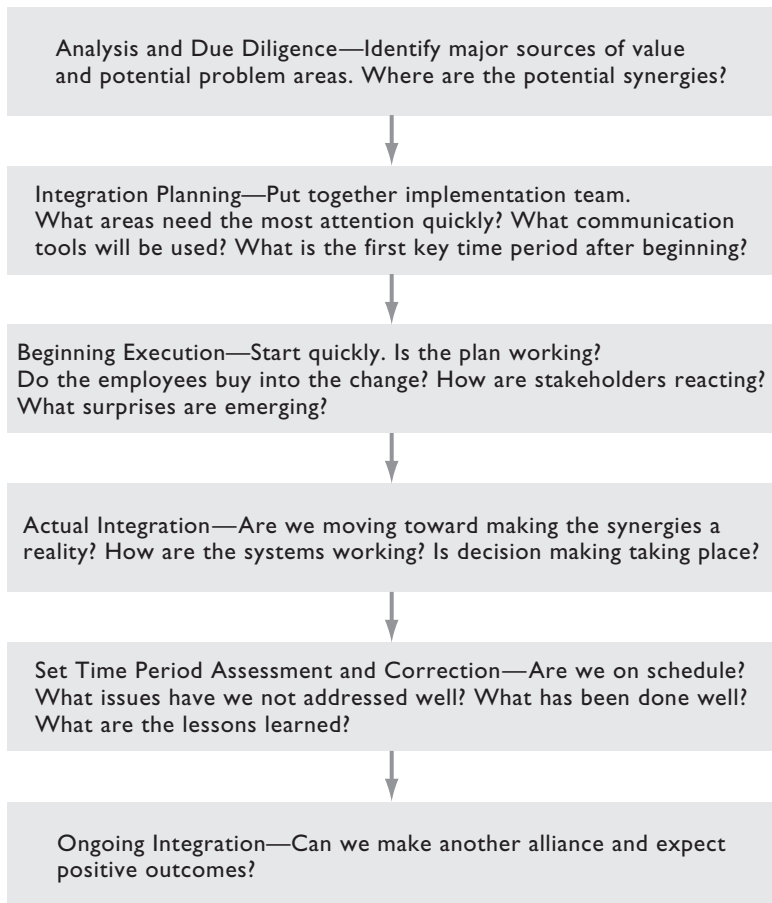 Analysis and Due Diligence—Identify major sources of value
and potential problem areas. Where are the potential synergies?
Integration Planning—Put together implementation team.
What areas need the most attention quickly? What communication
tools will be used? What is the first key time period after beginning?
Beginning Execution—Start quickly. Is the plan working?
Do the employees buy into the change? How are stakeholders reacting?
What surprises are emerging?
Actual Integration—Are we moving toward making the synergies a
reality? How are the systems working? Is decision making taking place?
Set Time Period Assessment and Correction—Are we on schedule?
What issues have we not addressed well? What has been done well?
What are the lessons learned?
Ongoing Integration—Can we make another alliance and expect
positive outcomes?